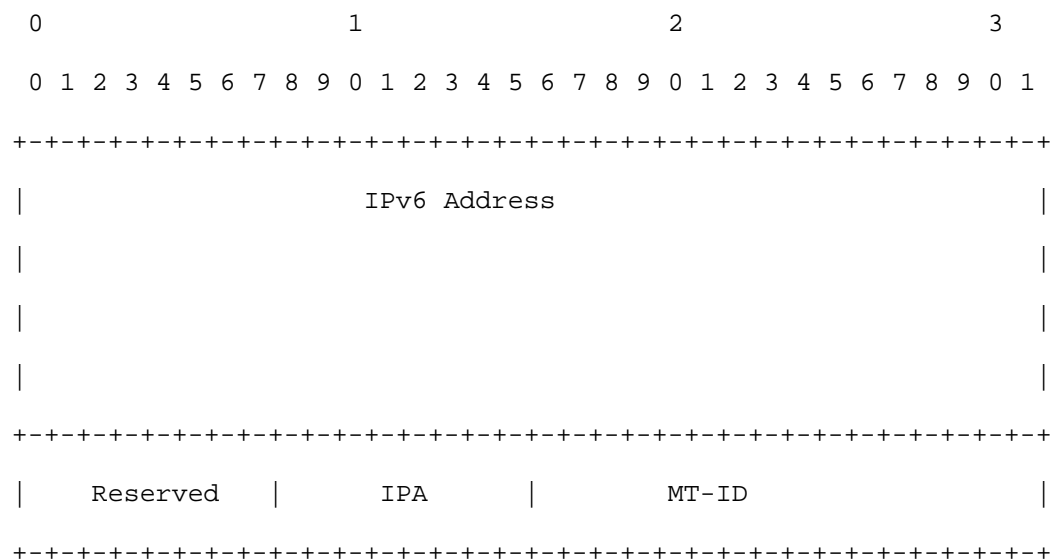 0                   1                   2                   3
0 1 2 3 4 5 6 7 8 9 0 1 2 3 4 5 6 7 8 9 0 1 2 3 4 5 6 7 8 9 0 1
+-+-+-+-+-+-+-+-+-+-+-+-+-+-+-+-+-+-+-+-+-+-+-+-+-+-+-+-+-+-+-+-+
|                     IPv6 Address                              |
|                                                               |
|                                                               |
|                                                               |
+-+-+-+-+-+-+-+-+-+-+-+-+-+-+-+-+-+-+-+-+-+-+-+-+-+-+-+-+-+-+-+-+
|    Reserved   |      IPA      |        MT-ID                  |
+-+-+-+-+-+-+-+-+-+-+-+-+-+-+-+-+-+-+-+-+-+-+-+-+-+-+-+-+-+-+-+-+